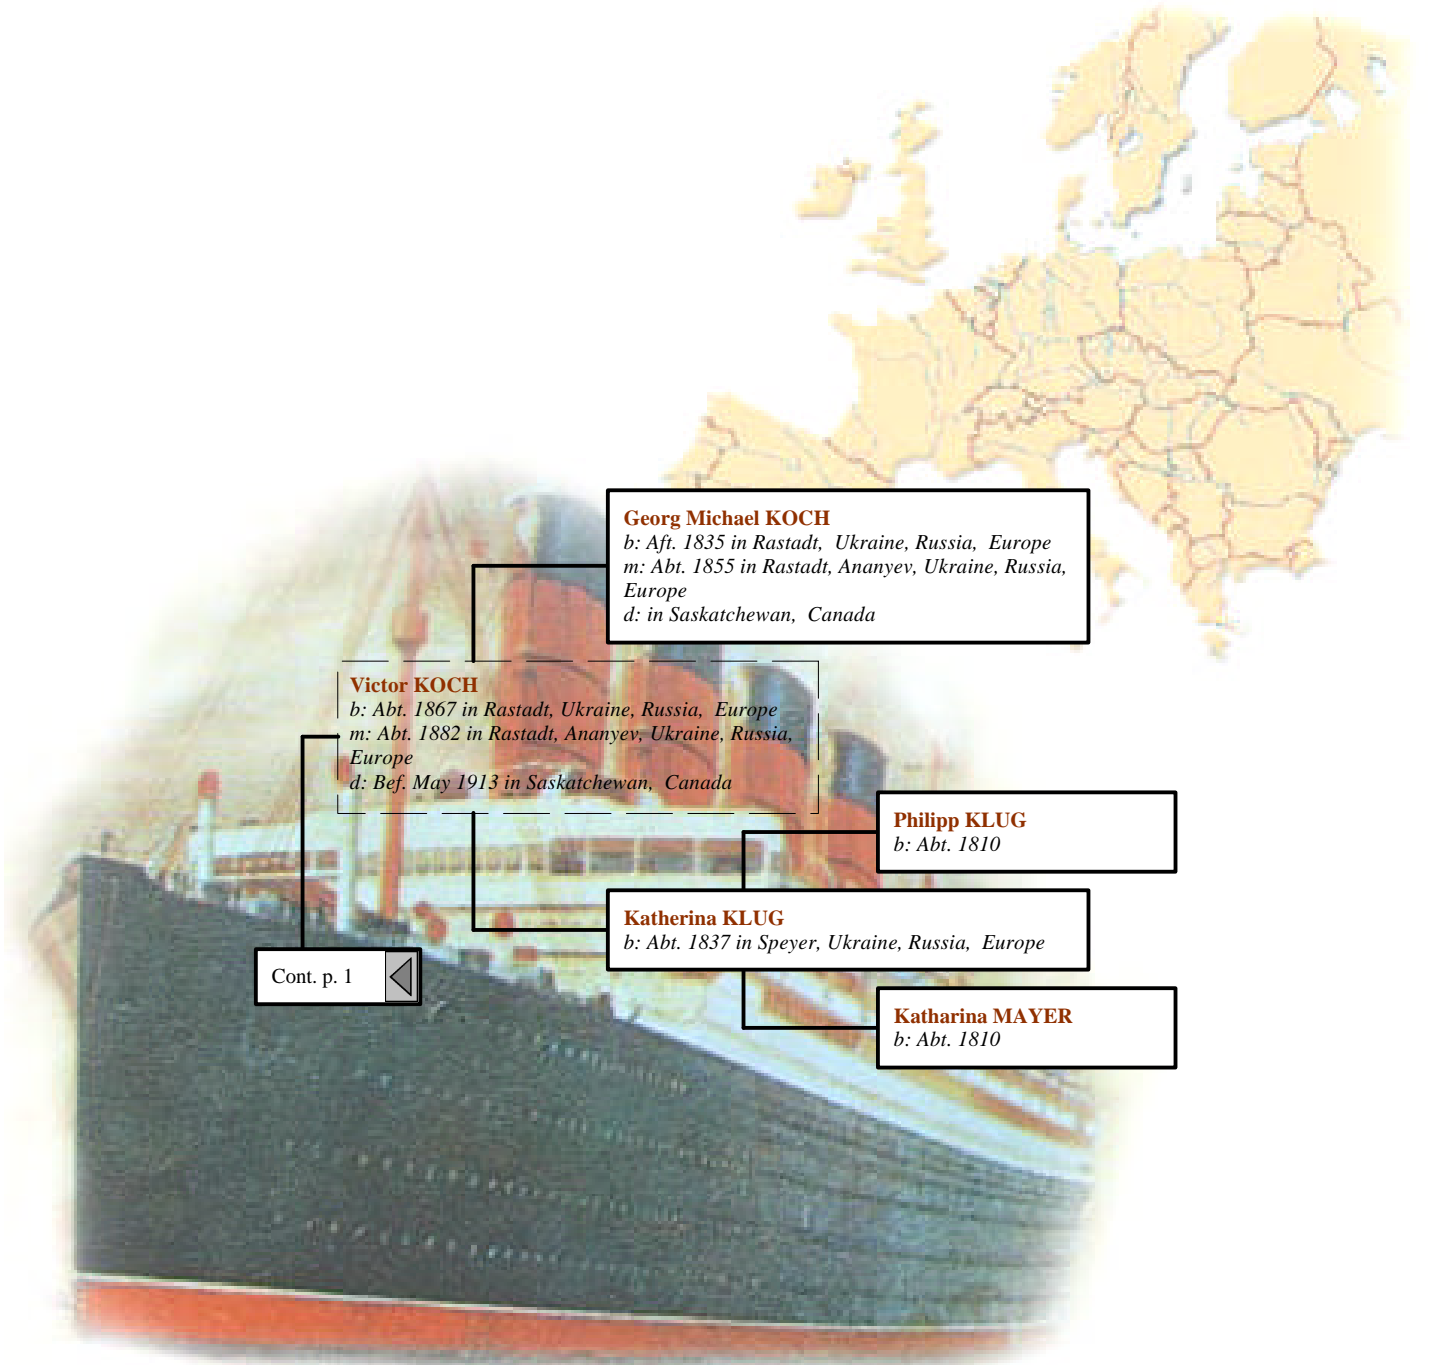 Georg Michael KOCH
b: Aft. 1835 in Rastadt, Ukraine, Russia, Europe
m: Abt. 1855 in Rastadt, Ananyev, Ukraine, Russia,
Europe
d: in Saskatchewan, Canada
Victor KOCH
b: Abt. 1867 in Rastadt, Ukraine, Russia, Europe
m: Abt. 1882 in Rastadt, Ananyev, Ukraine, Russia,
Europe
d: Bef. May 1913 in Saskatchewan, Canada
Philipp KLUG
b: Abt. 1810
Katherina KLUG
b: Abt. 1837 in Speyer, Ukraine, Russia, Europe
Cont. p. 1
Katharina MAYER
b: Abt. 1810